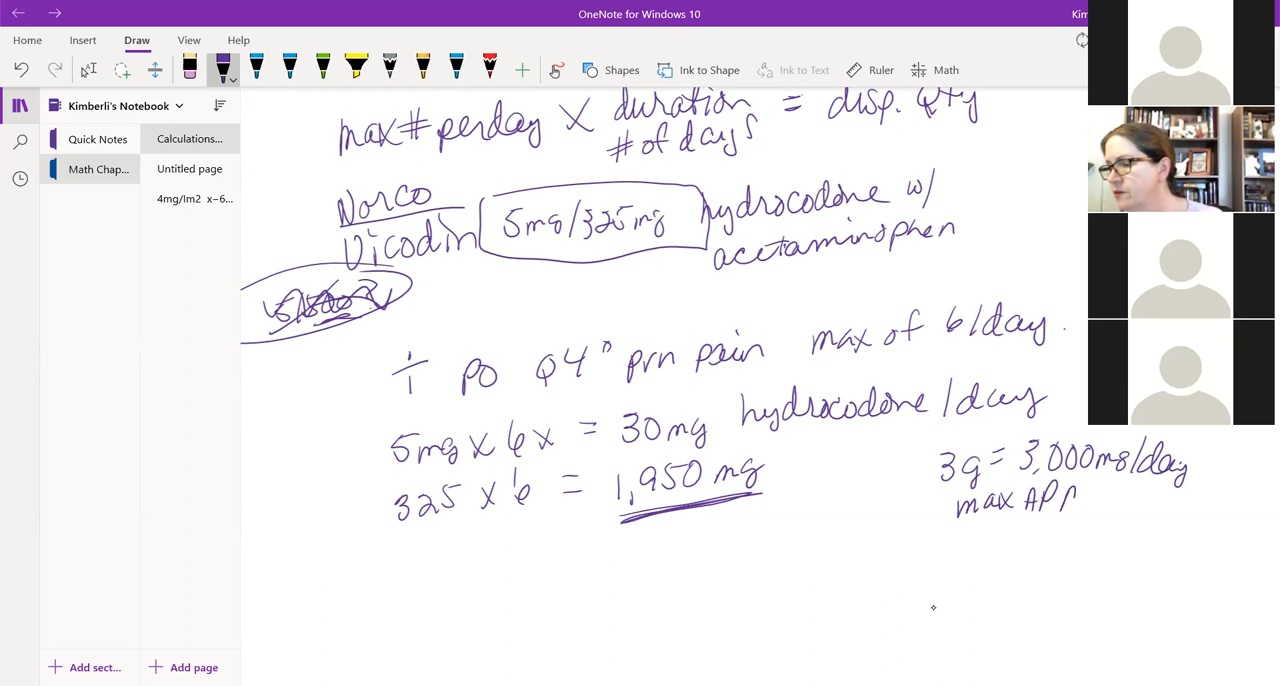 OneNote for Windows 10
Kim
Home Insert Draw View Help
Shapes Ink to Shape Ink to Text Ruler Math
Kimberli's Notebook
Quick Notes
Math Chap...
Calculations...
Untitled page
4mg/lm2 x-6...
max # per day X duration = disp. Qty
# of days
Norco
Vicodin 5mg/325mg hydrocodone w/
acetaminophen
i po Q4° prn pain max of 6/day.
5mg x 6 x = 30mg hydrocodone/day
325 x 6 = 1,950 mg
3g = 3,000mg/day
max AP
Add sect...
Add page